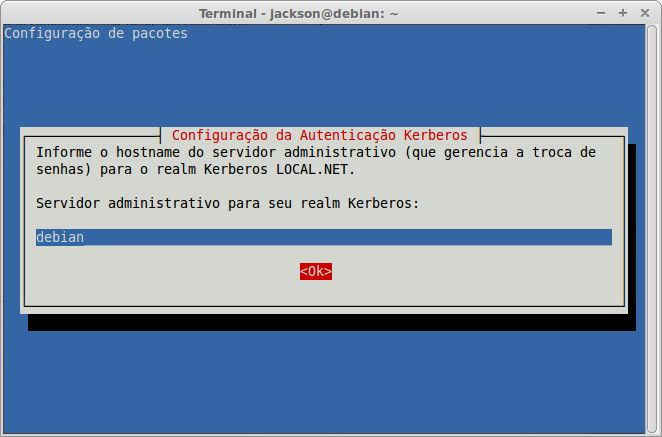 Terminal - jackson@debian: ~
Configuração de pacotes
Configuração da Autenticação Kerberos
Informe o hostname do servidor administrativo (que gerencia a troca de
senhas) para o realm Kerberos LOCAL.NET.
Servidor administrativo para seu realm Kerberos:
debian
<Ok>